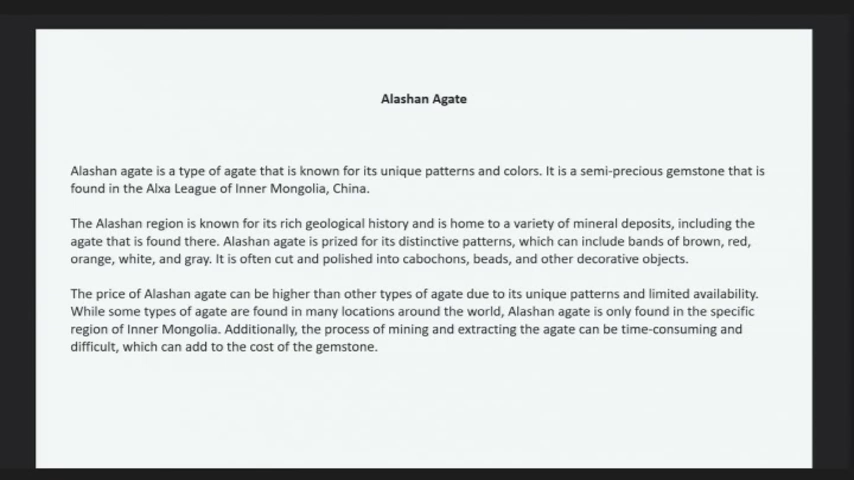 Alashan Agate
Alashan agate is a type of agate that is known for its unique patterns and colors. It is a semi-precious gemstone that is
found in the Alxa League of Inner Mongolia, China.
The Alashan region is known for its rich geological history and is home to a variety of mineral deposits, including the
agate that is found there. Alashan agate is prized for its distinctive patterns, which can include bands of brown, red,
orange, white, and gray. It is often cut and polished into cabochons, beads, and other decorative objects.
The price of Alashan agate can be higher than other types of agate due to its unique patterns and limited availability.
While some types of agate are found in many locations around the world, Alashan agate is only found in the specific
region of Inner Mongolia. Additionally, the process of mining and extracting the agate can be time-consuming and
difficult, which can add to the cost of the gemstone.